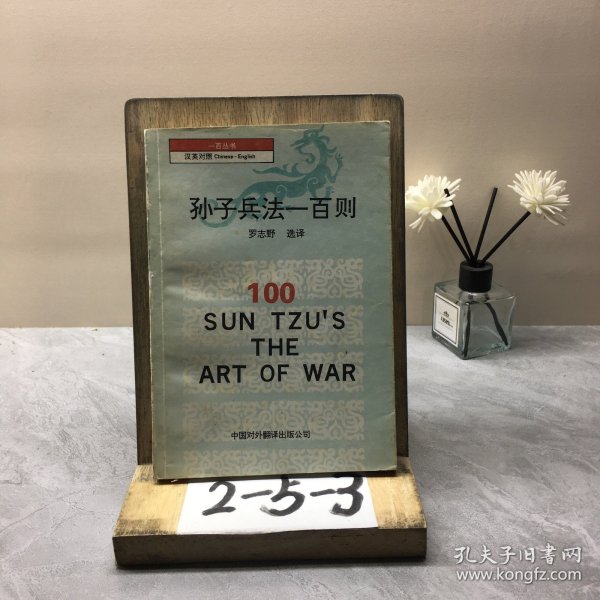 一百丛书
汉英对照 Chinese-English
孙子兵法一百则
罗志野 选译
100
SUN TZU'S
THE
ART OF WAR
中国对外翻译出版公司
2-5-3
孔夫子旧书网
www.kongfz.com